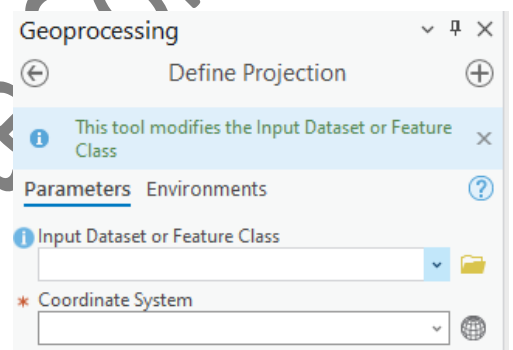 Geoprocessing
Define Projection
This tool modifies the Input Dataset or Feature
Class
Parameters Environments
Input Dataset or Feature Class
* Coordinate System